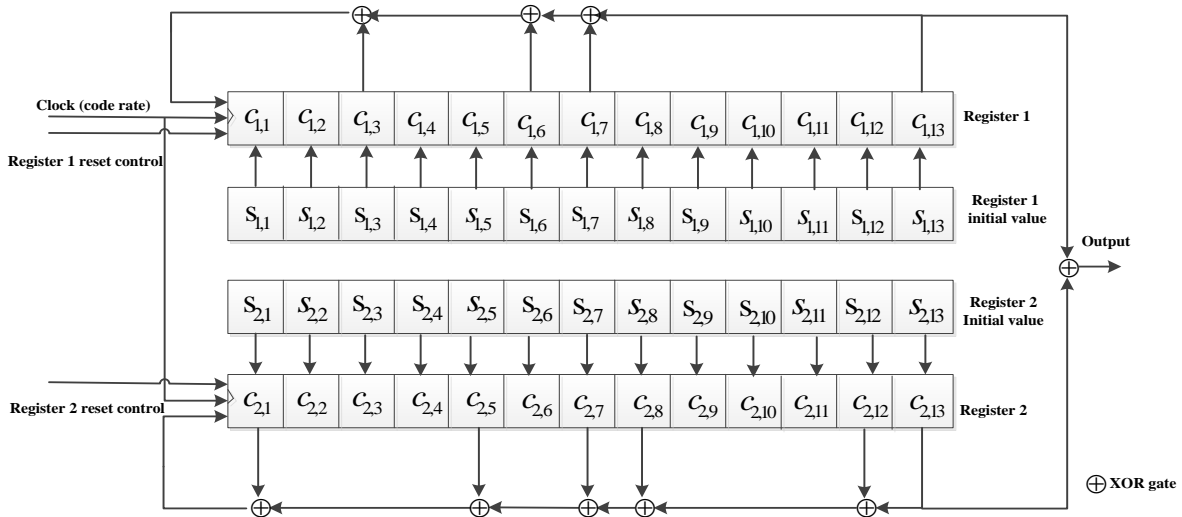 Clock (code rate)
c1,1 c1,2 c1,3 c1,4 c1,5 c1,6 c1,7 c1,8 c1,9 c1,10 c1,11 c1,12 c1,13
Register 1
Register 1 reset control
S1,1 s1,2 S1,3 S1,4 s1,5 S1,6 S1,7 s1,8 S1,9 s1,10 s1,11 S1,12 s1,13
Register 1
initial value
Output
S2,1 s2,2 S2,3 S2,4 s2,5 S2,6 S2,7 s2,8 S2,9 S2,10 s2,11 S2,12 s2,13
Register 2
Initial value
c2,1 c2,2 c2,3 c2,4 c2,5 c2,6 c2,7 c2,8 c2,9 c2,10 c2,11 c2,12 c2,13
Register 2
Register 2 reset control
XOR gate